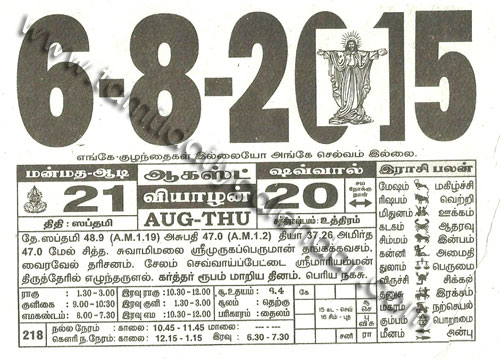 6-8-2015
எங்கே குழந்தைகள் இல்லையோ அங்கே செல்வம் இல்லை.
மன்மத-ஆடி ஆகஸ்ட் ஷவ்வால் இராசி பலன்
21 வியாழன் 20
திதி : ஸப்தமி AUG-THU உத்திரம்
தே.ஸப்தமி 48.9 (A.M.1.19) அசுபதி 47.0 (A.M.1.2) தியா 37.26 அமிர்த
47.0 மேல் சித்த. சுவாமிமலை ஸ்ரீமுருகப்பெருமான் தங்கக்கவசம்.
வைரவேல் தரிசனம். சேலம் செவ்வாய்பேட்டை ஸ்ரீமாரியம்மன்
திருத்தேரில் எழுந்தருளல். கர்த்தர் ரூபம் மாறிய தினம். பெரிய நகசு
மேஷம் மகிழ்ச்சி
ரிஷபம் வெற்றி
மிதுனம் ஊக்கம்
கடகம் ஆதரவு
சிம்மம் இன்பம்
கன்னி அமைதி
துலாம் பெருமை
விருச் சிக்கல்
தனுசு இரக்கம்
மகரம் நற்செயல்
கும்பம் போட்டி
மீனம் அன்பு
ராகு 1.30 - 3.00 இரவு ராகு 10.30 - 12.00 சூ.உதயம் : 6.4
குளிகை : 9.00 - 10.30 இரவு குளி : 1.30 - 3.00 சூலம் : தெற்கு
எமகண்டம் : 6.00 - 7.30 இரவு எம 10.30 - 12.00 பரிகாரம் : தைலம்
218 நல்ல நேரம்: காலை: 10.45 - 11.45 மாலை: ---
கௌரி ந.நேரம்: காலை: 12.15 - 1.15 இரவு: 6.30 - 7.30
கே
சனி ரா
www.tamildailycalendar.com